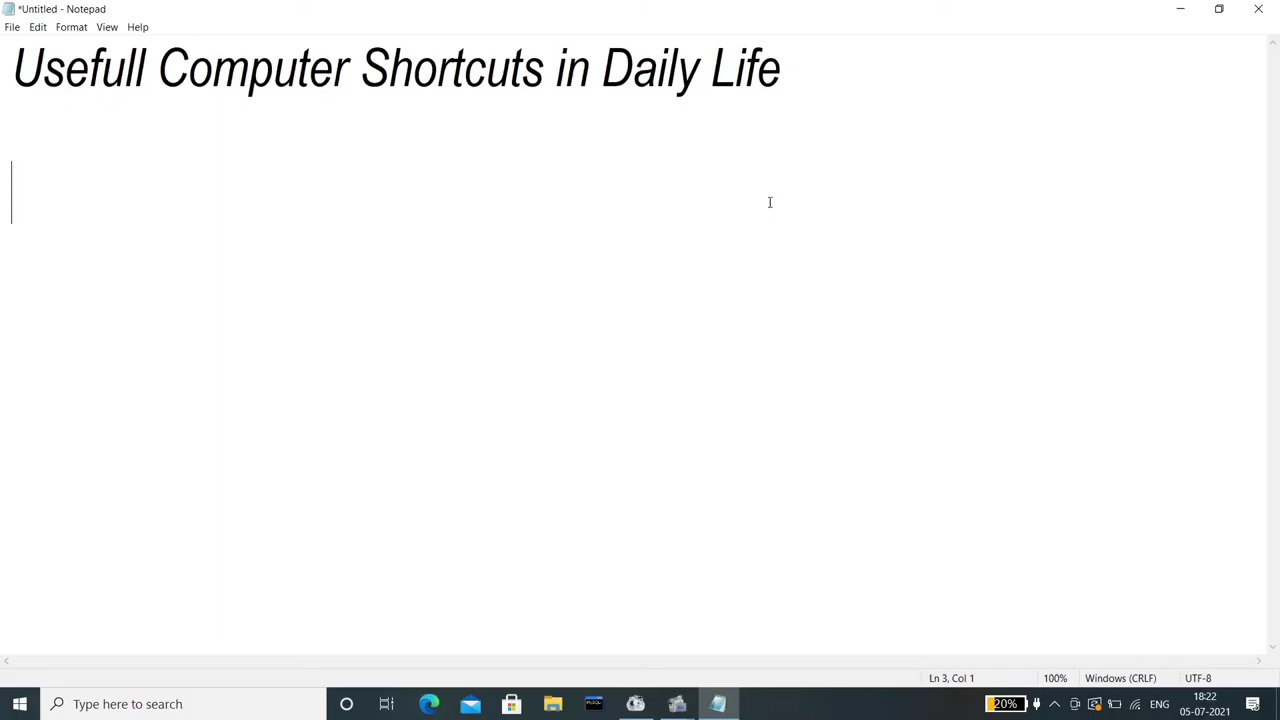 *Untitled - Notepad
File Edit Format View Help
Usefull Computer Shortcuts in Daily Life
Ln 3, Col 1 100% Windows (CRLF) UTF-8
Type here to search
MySQL
20%
ENG
18:22
05-07-2021